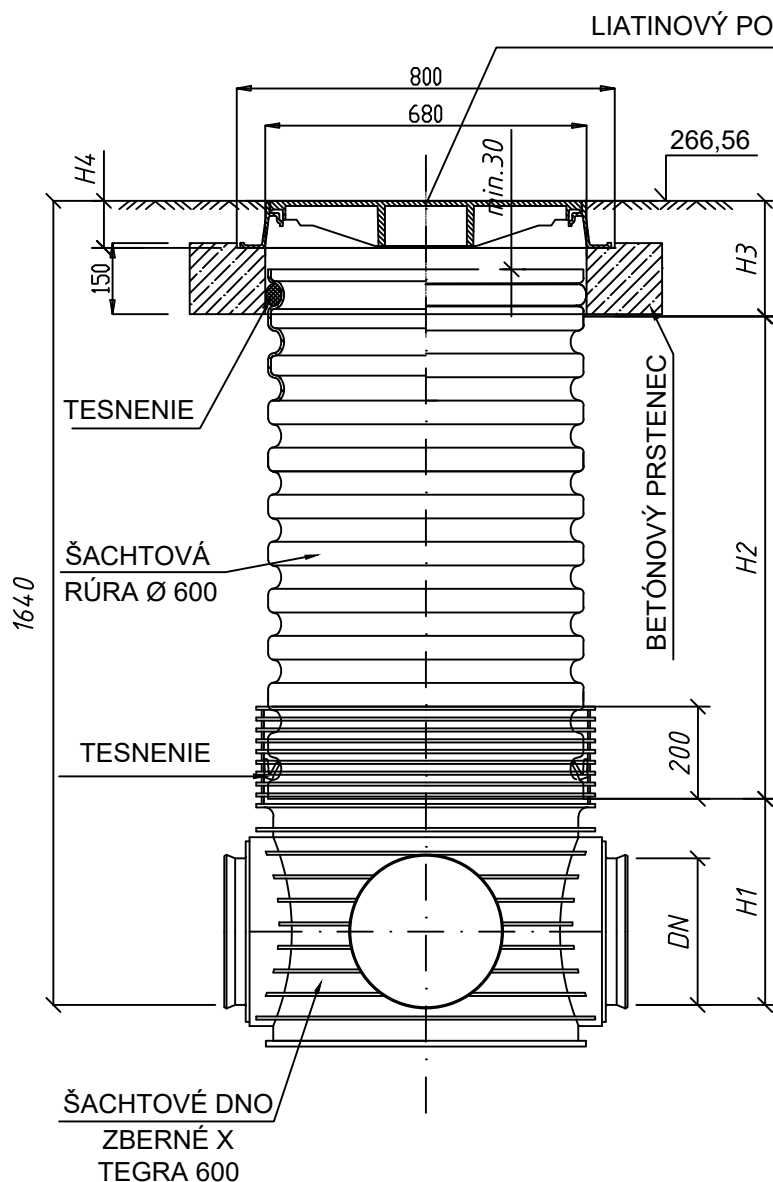 LIATINOVÝ PO
800
680
266,56
min.30
H4
150
H3
TESNENIE
BETÓNOVÝ PRSTENEC
ŠACHTOVÁ
RÚRA Ø 600
H2
1640
TESNENIE
200
H1
DN
ŠACHTOVÉ DNO
ZBERNÉ X
TEGRA 600